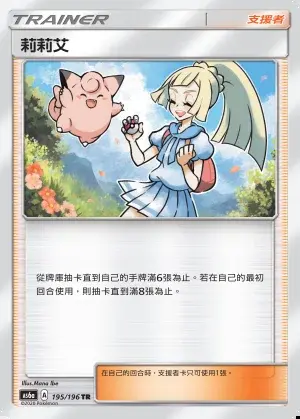 TRAINER
支援者
莉莉艾
從牌庫抽卡直到自己的手牌滿6張為止。若在自己的最初
回合使用,則抽卡直到滿8張為止。
Illus.Mana Ibe
AS6a A 195/196 TR
在自己的回合時,支援者卡只可使用1張。